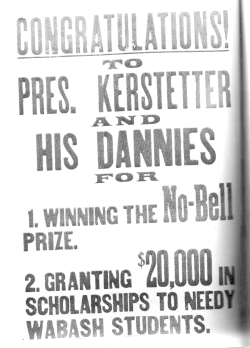 CONGRATULATIONS!
TO
PRES. KERSTETTER
AND
HIS DANNIES
FOR
1. WINNING THE No-Bell
PRIZE.
2. GRANTING $20,000 IN
SCHOLARSHIPS TO NEEDY
WABASH STUDENTS.